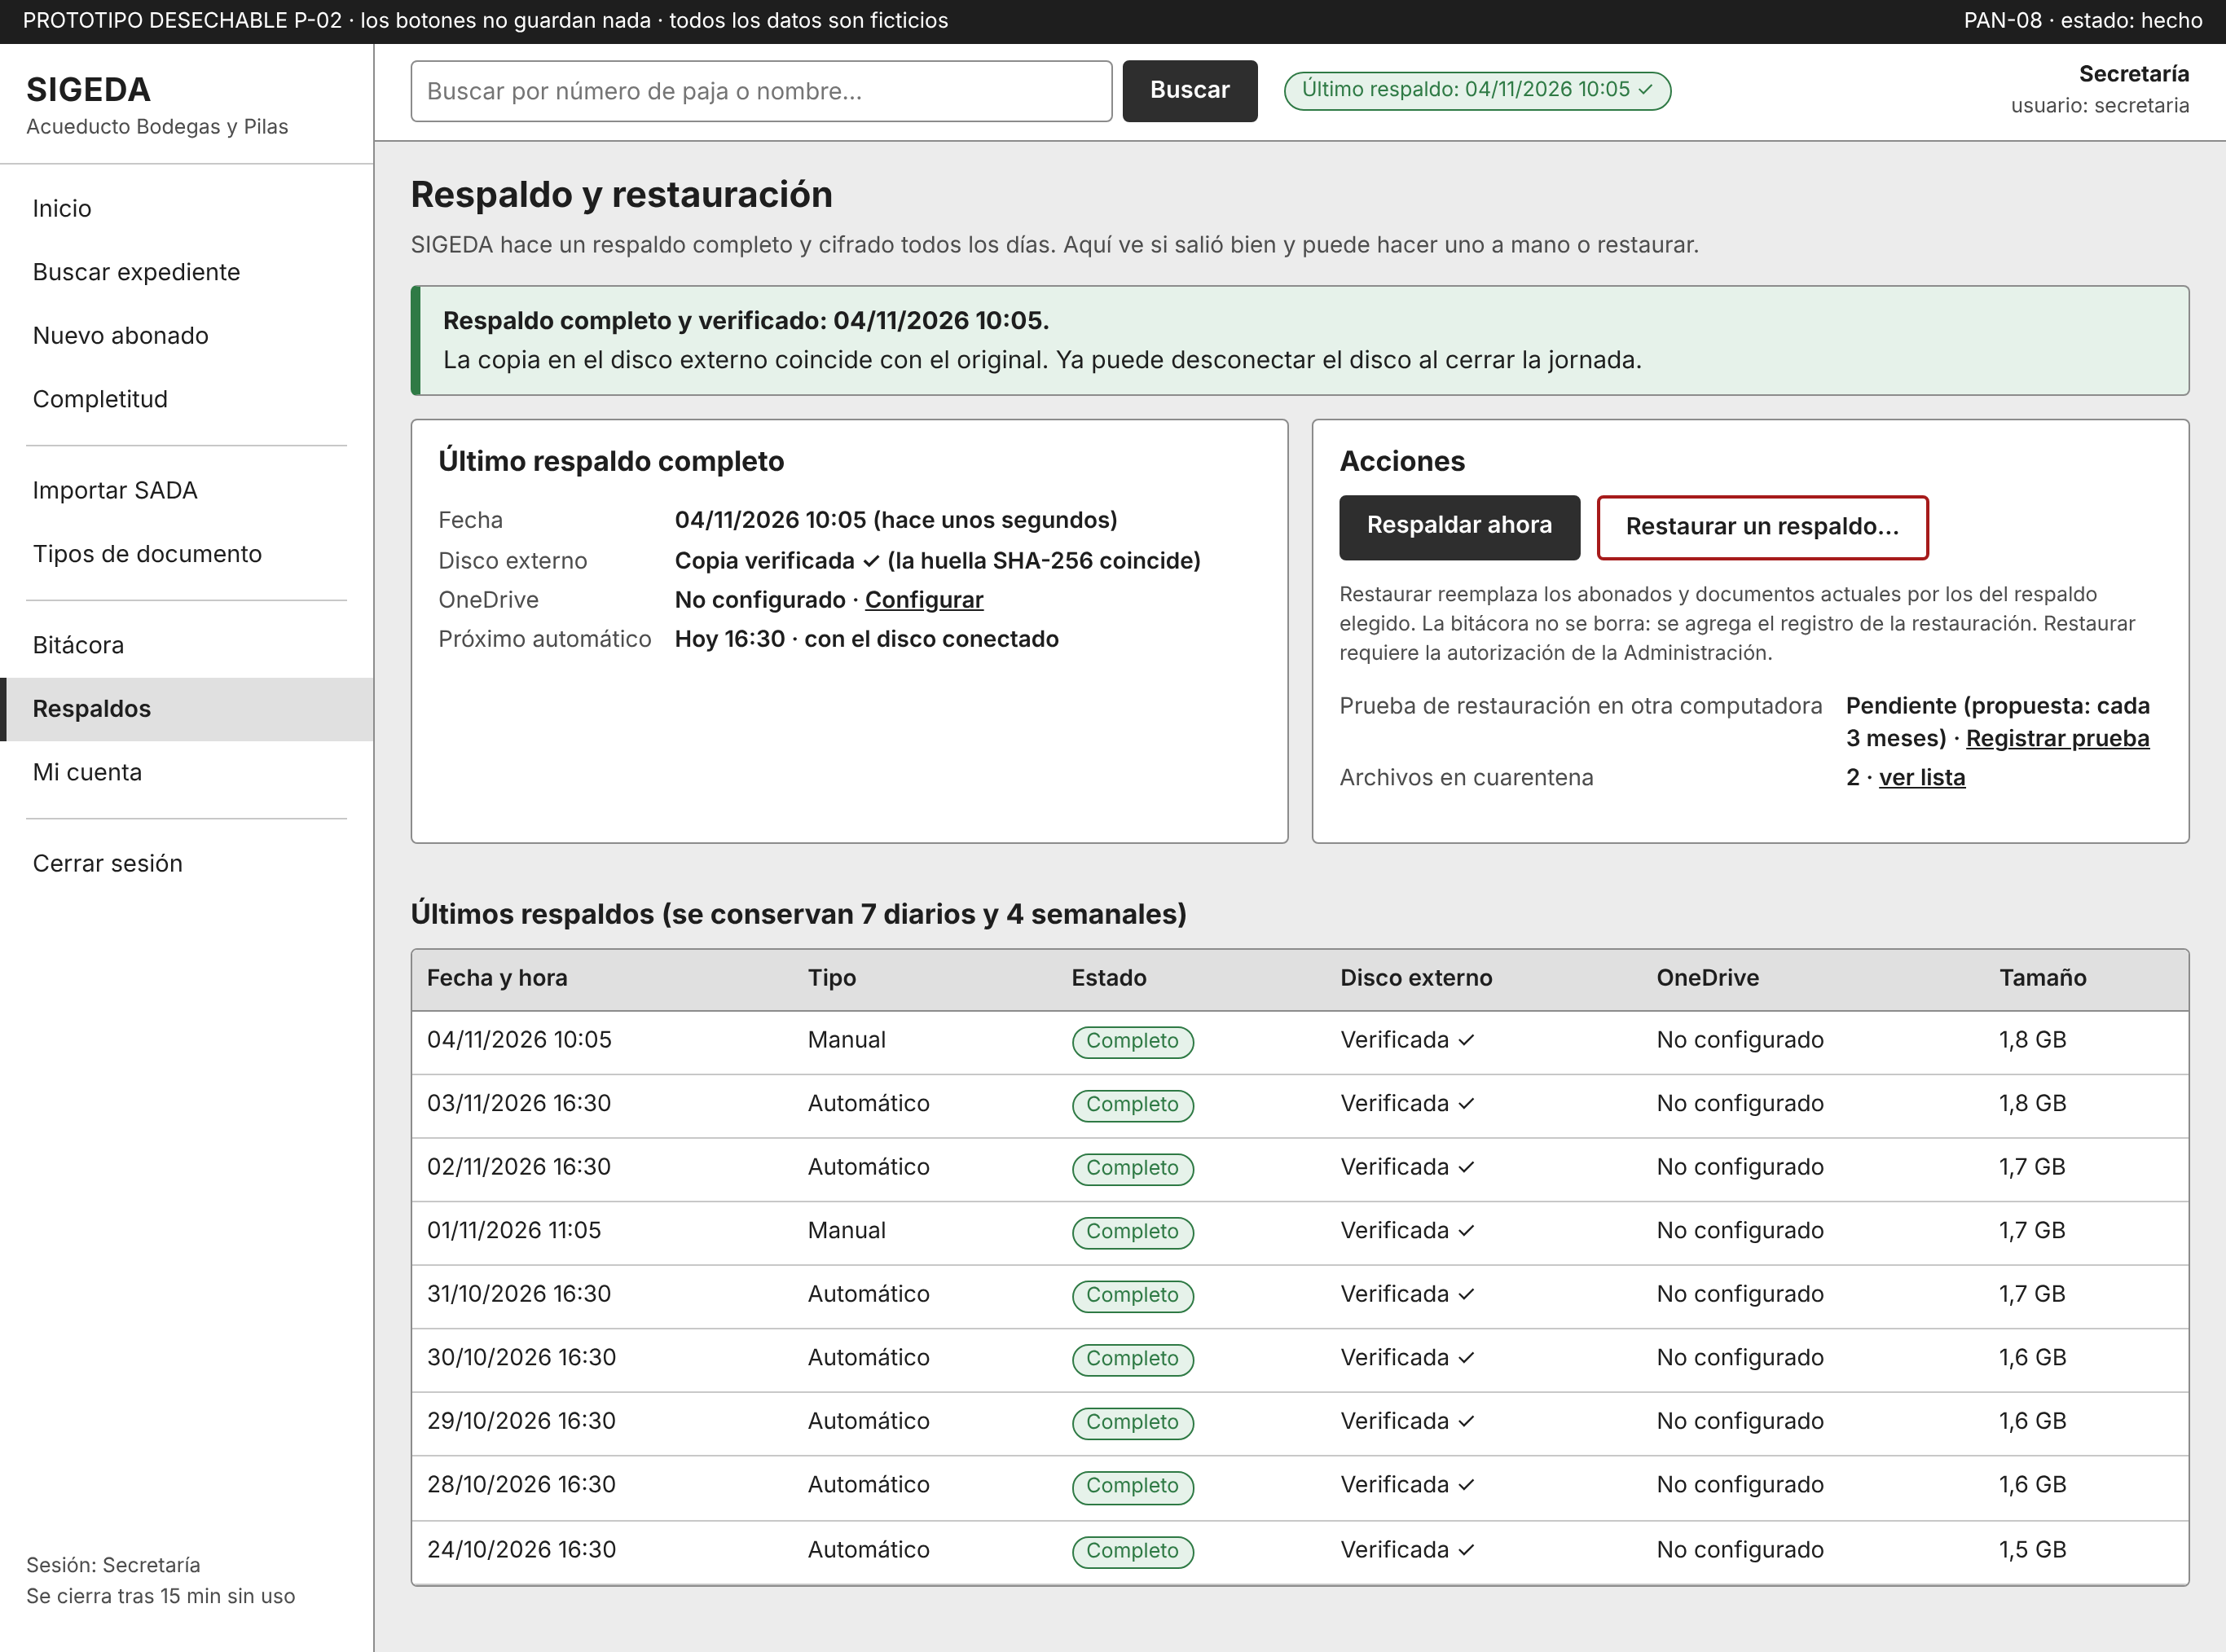 PROTOTIPO DESECHABLE P-02 · los botones no guardan nada · todos los datos son ficticios
PAN-08 · estado: hecho
SIGEDA
Acueducto Bodegas y Pilas
Inicio
Buscar expediente
Nuevo abonado
Completitud
Importar SADA
Tipos de documento
Bitácora
Respaldos
Mi cuenta
Cerrar sesión
Sesión: Secretaría
Se cierra tras 15 min sin uso
Buscar por número de paja o nombre...
Buscar
Último respaldo: 04/11/2026 10:05 ✓
Secretaría
usuario: secretaria
Respaldo y restauración
SIGEDA hace un respaldo completo y cifrado todos los días. Aquí ve si salió bien y puede hacer uno a mano o restaurar.
Respaldo completo y verificado: 04/11/2026 10:05.
La copia en el disco externo coincide con el original. Ya puede desconectar el disco al cerrar la jornada.
Último respaldo completo
Fecha 04/11/2026 10:05 (hace unos segundos)
Disco externo Copia verificada ✓ (la huella SHA-256 coincide)
OneDrive No configurado · Configurar
Próximo automático Hoy 16:30 · con el disco conectado
Acciones
Respaldar ahora
Restaurar un respaldo...
Restaurar reemplaza los abonados y documentos actuales por los del respaldo
elegido. La bitácora no se borra: se agrega el registro de la restauración. Restaurar
requiere la autorización de la Administración.
Prueba de restauración en otra computadora Pendiente (propuesta: cada
3 meses) · Registrar prueba
Archivos en cuarentena 2 · ver lista
Últimos respaldos (se conservan 7 diarios y 4 semanales)
Fecha y hora Tipo Estado Disco externo OneDrive Tamaño
04/11/2026 10:05 Manual Completo Verificada ✓ No configurado 1,8 GB
03/11/2026 16:30 Automático Completo Verificada ✓ No configurado 1,8 GB
02/11/2026 16:30 Automático Completo Verificada ✓ No configurado 1,7 GB
01/11/2026 11:05 Manual Completo Verificada ✓ No configurado 1,7 GB
31/10/2026 16:30 Automático Completo Verificada ✓ No configurado 1,7 GB
30/10/2026 16:30 Automático Completo Verificada ✓ No configurado 1,6 GB
29/10/2026 16:30 Automático Completo Verificada ✓ No configurado 1,6 GB
28/10/2026 16:30 Automático Completo Verificada ✓ No configurado 1,6 GB
24/10/2026 16:30 Automático Completo Verificada ✓ No configurado 1,5 GB